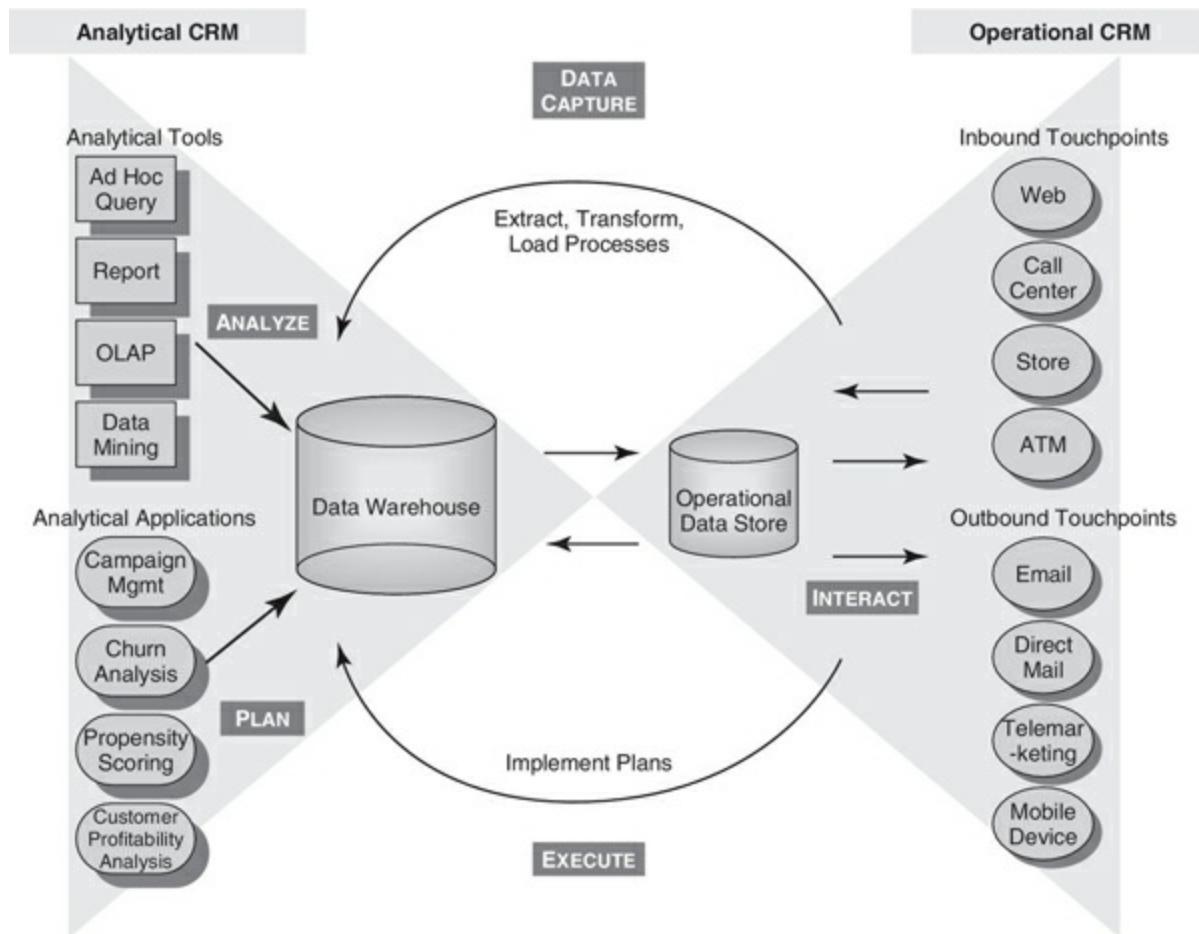 Analytical CRM
Operational CRM
DATA
CAPTURE
Analytical Tools
Ad Hoc
Query
Report
OLAP
Data
Mining
ANALYZE
Extract, Transform,
Load Processes
Inbound Touchpoints
Web
Call
Center
Store
ATM
Data Warehouse
Operational
Data Store
Analytical Applications
Campaign
Mgmt
Churn
Analysis
Propensity
Scoring
Customer
Profitability
Analysis
PLAN
Implement Plans
EXECUTE
INTERACT
Outbound Touchpoints
Email
Direct
Mail
Telemar
-keting
Mobile
Device